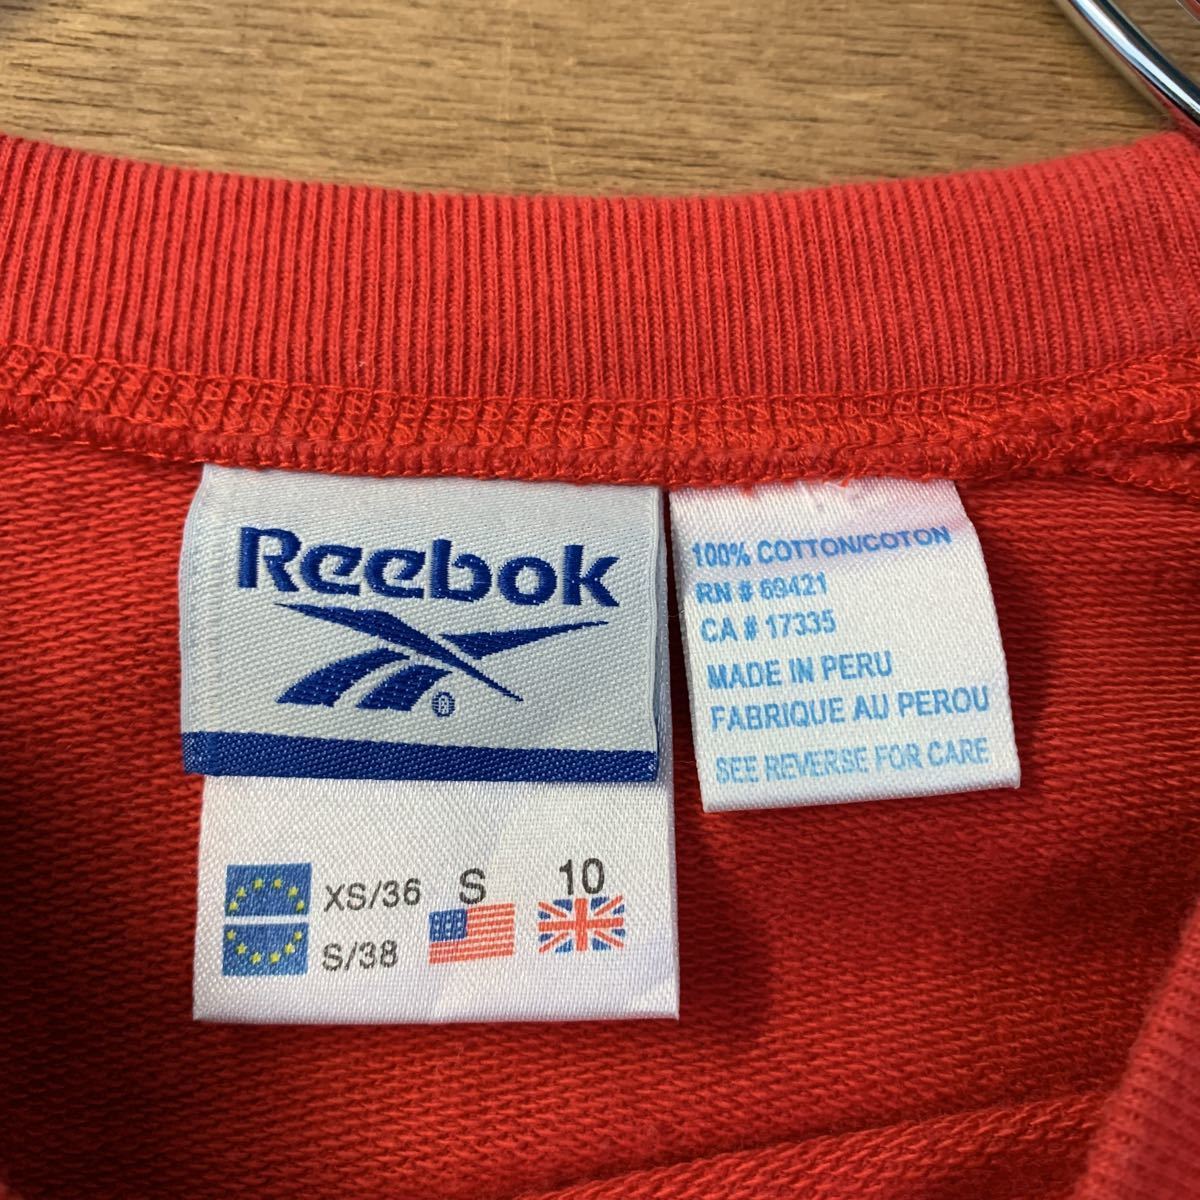 Reebok
®
XS/36
S/38
S
10
100% COTTON/COTON
RN # 69421
CA # 17335
MADE IN PERU
FABRIQUE AU PEROU
SEE REVERSE FOR CARE